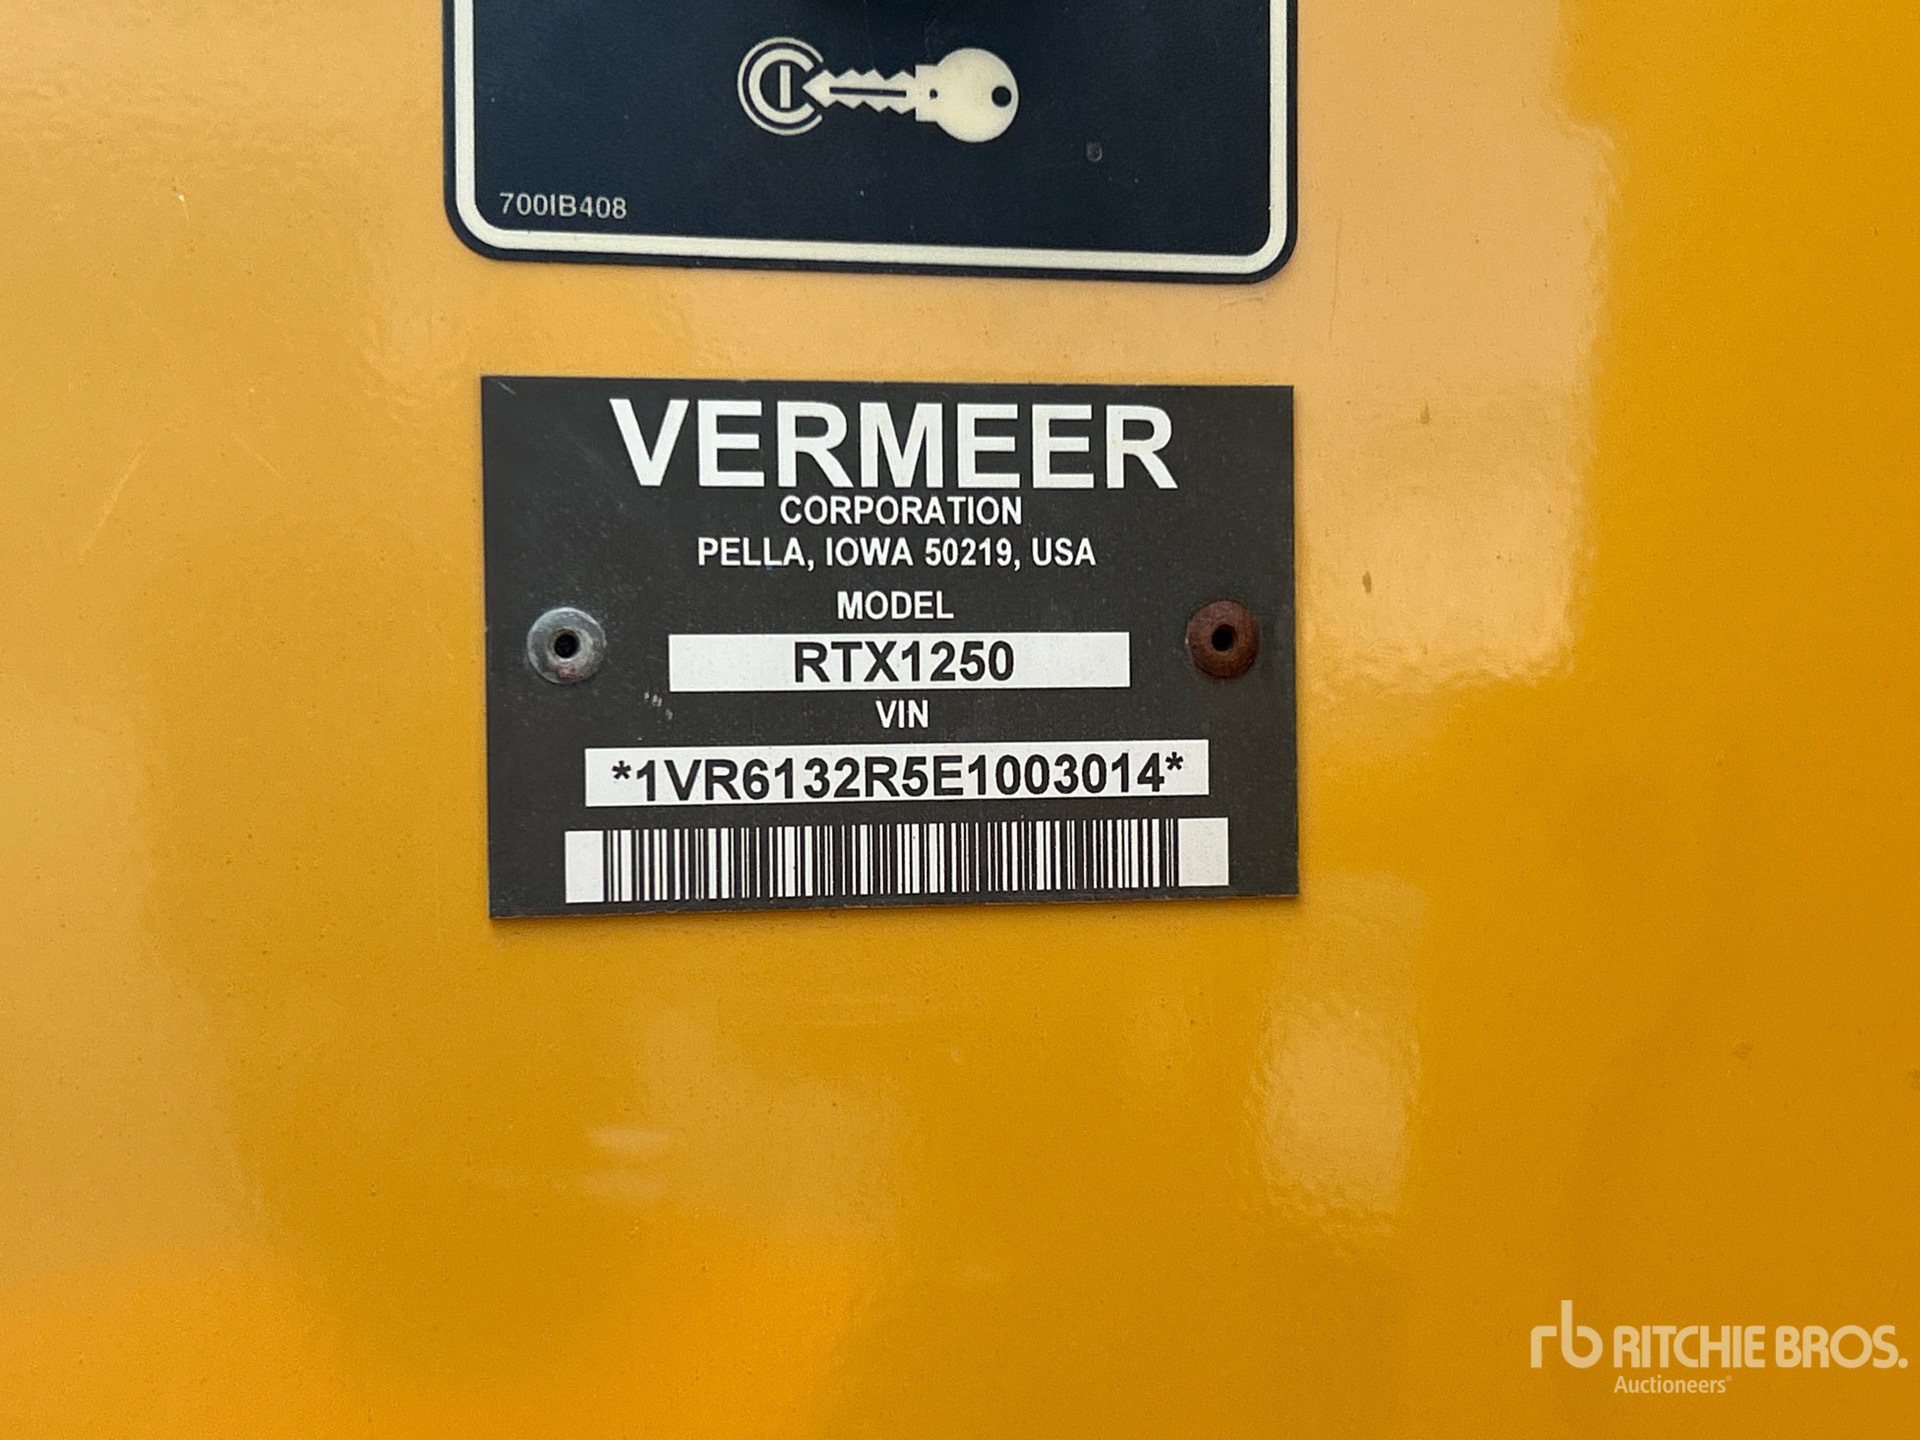 700IB408
VERMEER
CORPORATION
PELLA, IOWA 50219, USA
MODEL
RTX1250
VIN
*1VR6132R5E1003014*
rb RITCHIE BROS.
Auctioneers®